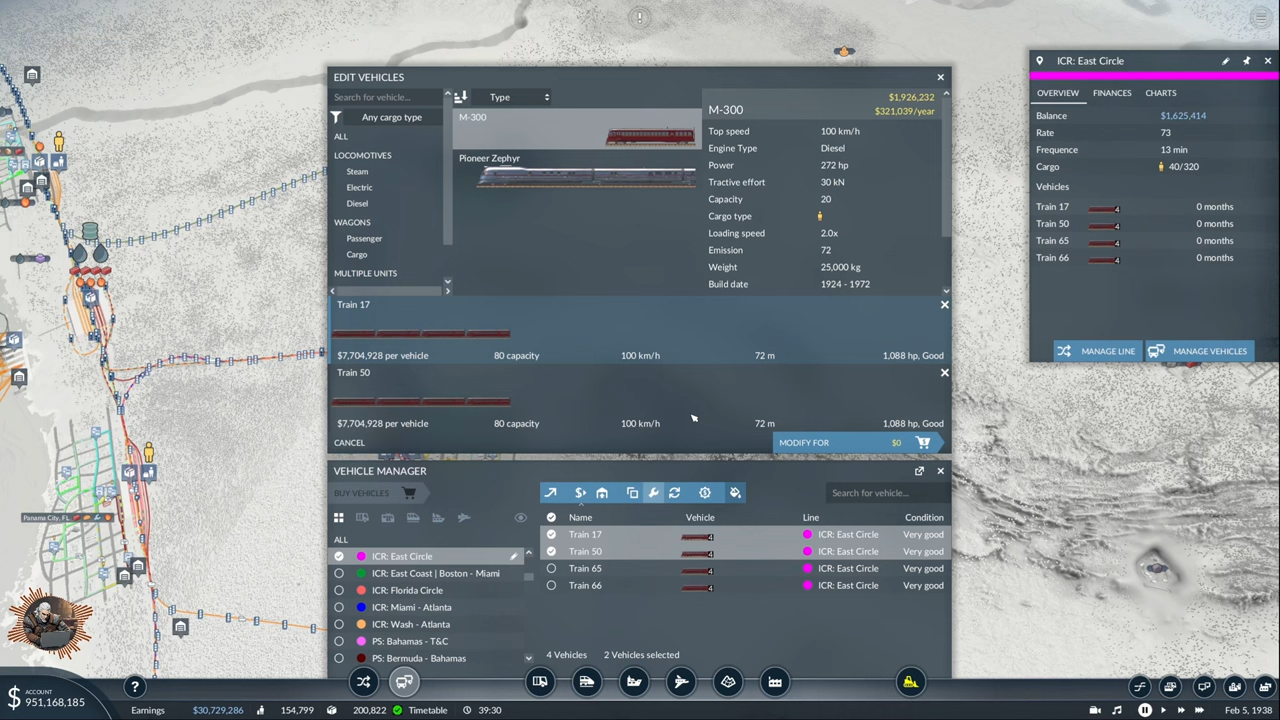 EDIT VEHICLES
Search for vehicle...
Type
Any cargo type
ALL
LOCOMOTIVES
Steam
Electric
Diesel
WAGONS
Passenger
Cargo
MULTIPLE UNITS
M-300
Pioneer Zephyr
M-300
$1,926,232
$321,039/year
Top speed 100 km/h
Engine Type Diesel
Power 272 hp
Tractive effort 30 kN
Capacity 20
Cargo type
Loading speed 2.0x
Emission 72
Weight 25,000 kg
Build date 1924 - 1972
Train 17
$7,704,928 per vehicle 80 capacity 100 km/h 72 m 1,088 hp, Good
Train 50
$7,704,928 per vehicle 80 capacity 100 km/h 72 m 1,088 hp, Good
CANCEL
MODIFY FOR $0
ICR: East Circle
OVERVIEW FINANCES CHARTS
Balance $1,625,414
Rate 73
Frequence 13 min
Cargo 40/320
Vehicles
Train 17 4 0 months
Train 50 4 0 months
Train 65 4 0 months
Train 66 4 0 months
MANAGE LINE MANAGE VEHICLES
VEHICLE MANAGER
BUY VEHICLES
Search for vehicle...
ALL
ICR: East Circle
ICR: East Coast | Boston - Miami
ICR: Florida Circle
ICR: Miami - Atlanta
ICR: Wash - Atlanta
PS: Bahamas - T&C
PS: Bermuda - Bahamas
Name Vehicle Line Condition
Train 17 4 ICR: East Circle Very good
Train 50 4 ICR: East Circle Very good
Train 65 4 ICR: East Circle Very good
Train 66 4 ICR: East Circle Very good
4 Vehicles 2 Vehicles selected
Panama City, FL
ACCOUNT
$ 951,168,185
?
Earnings $30,729,286 154,799 200,822 Timetable 39:30
Feb 5, 1938